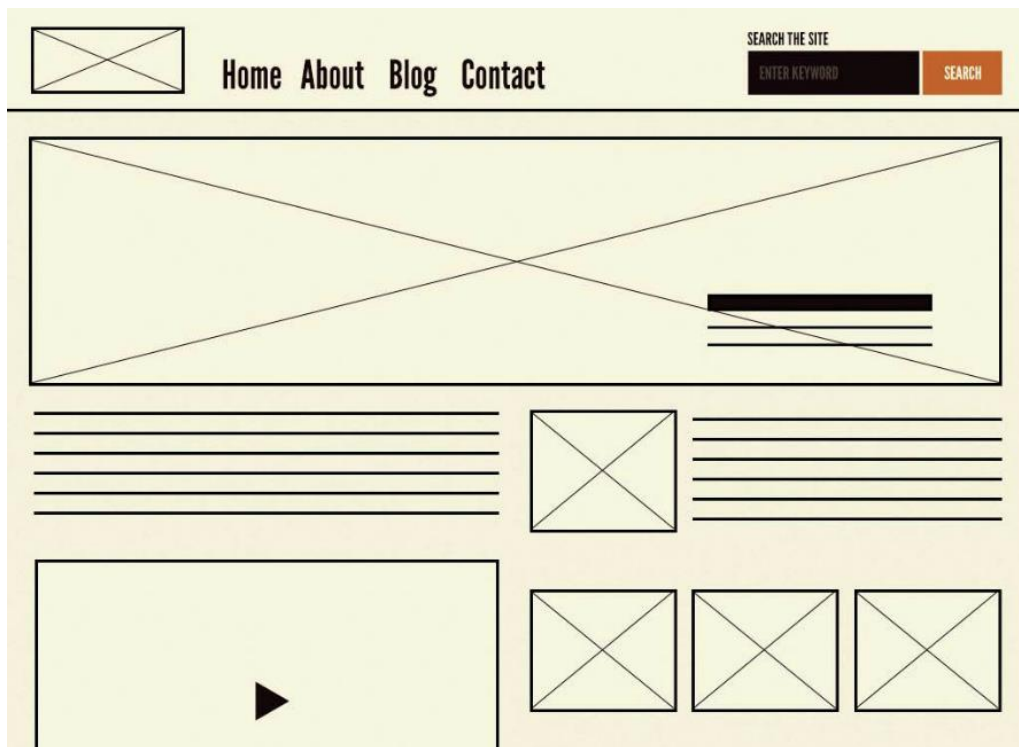 SEARCH THE SITE
Home About Blog Contact
ENTER KEYWORD
SEARCH